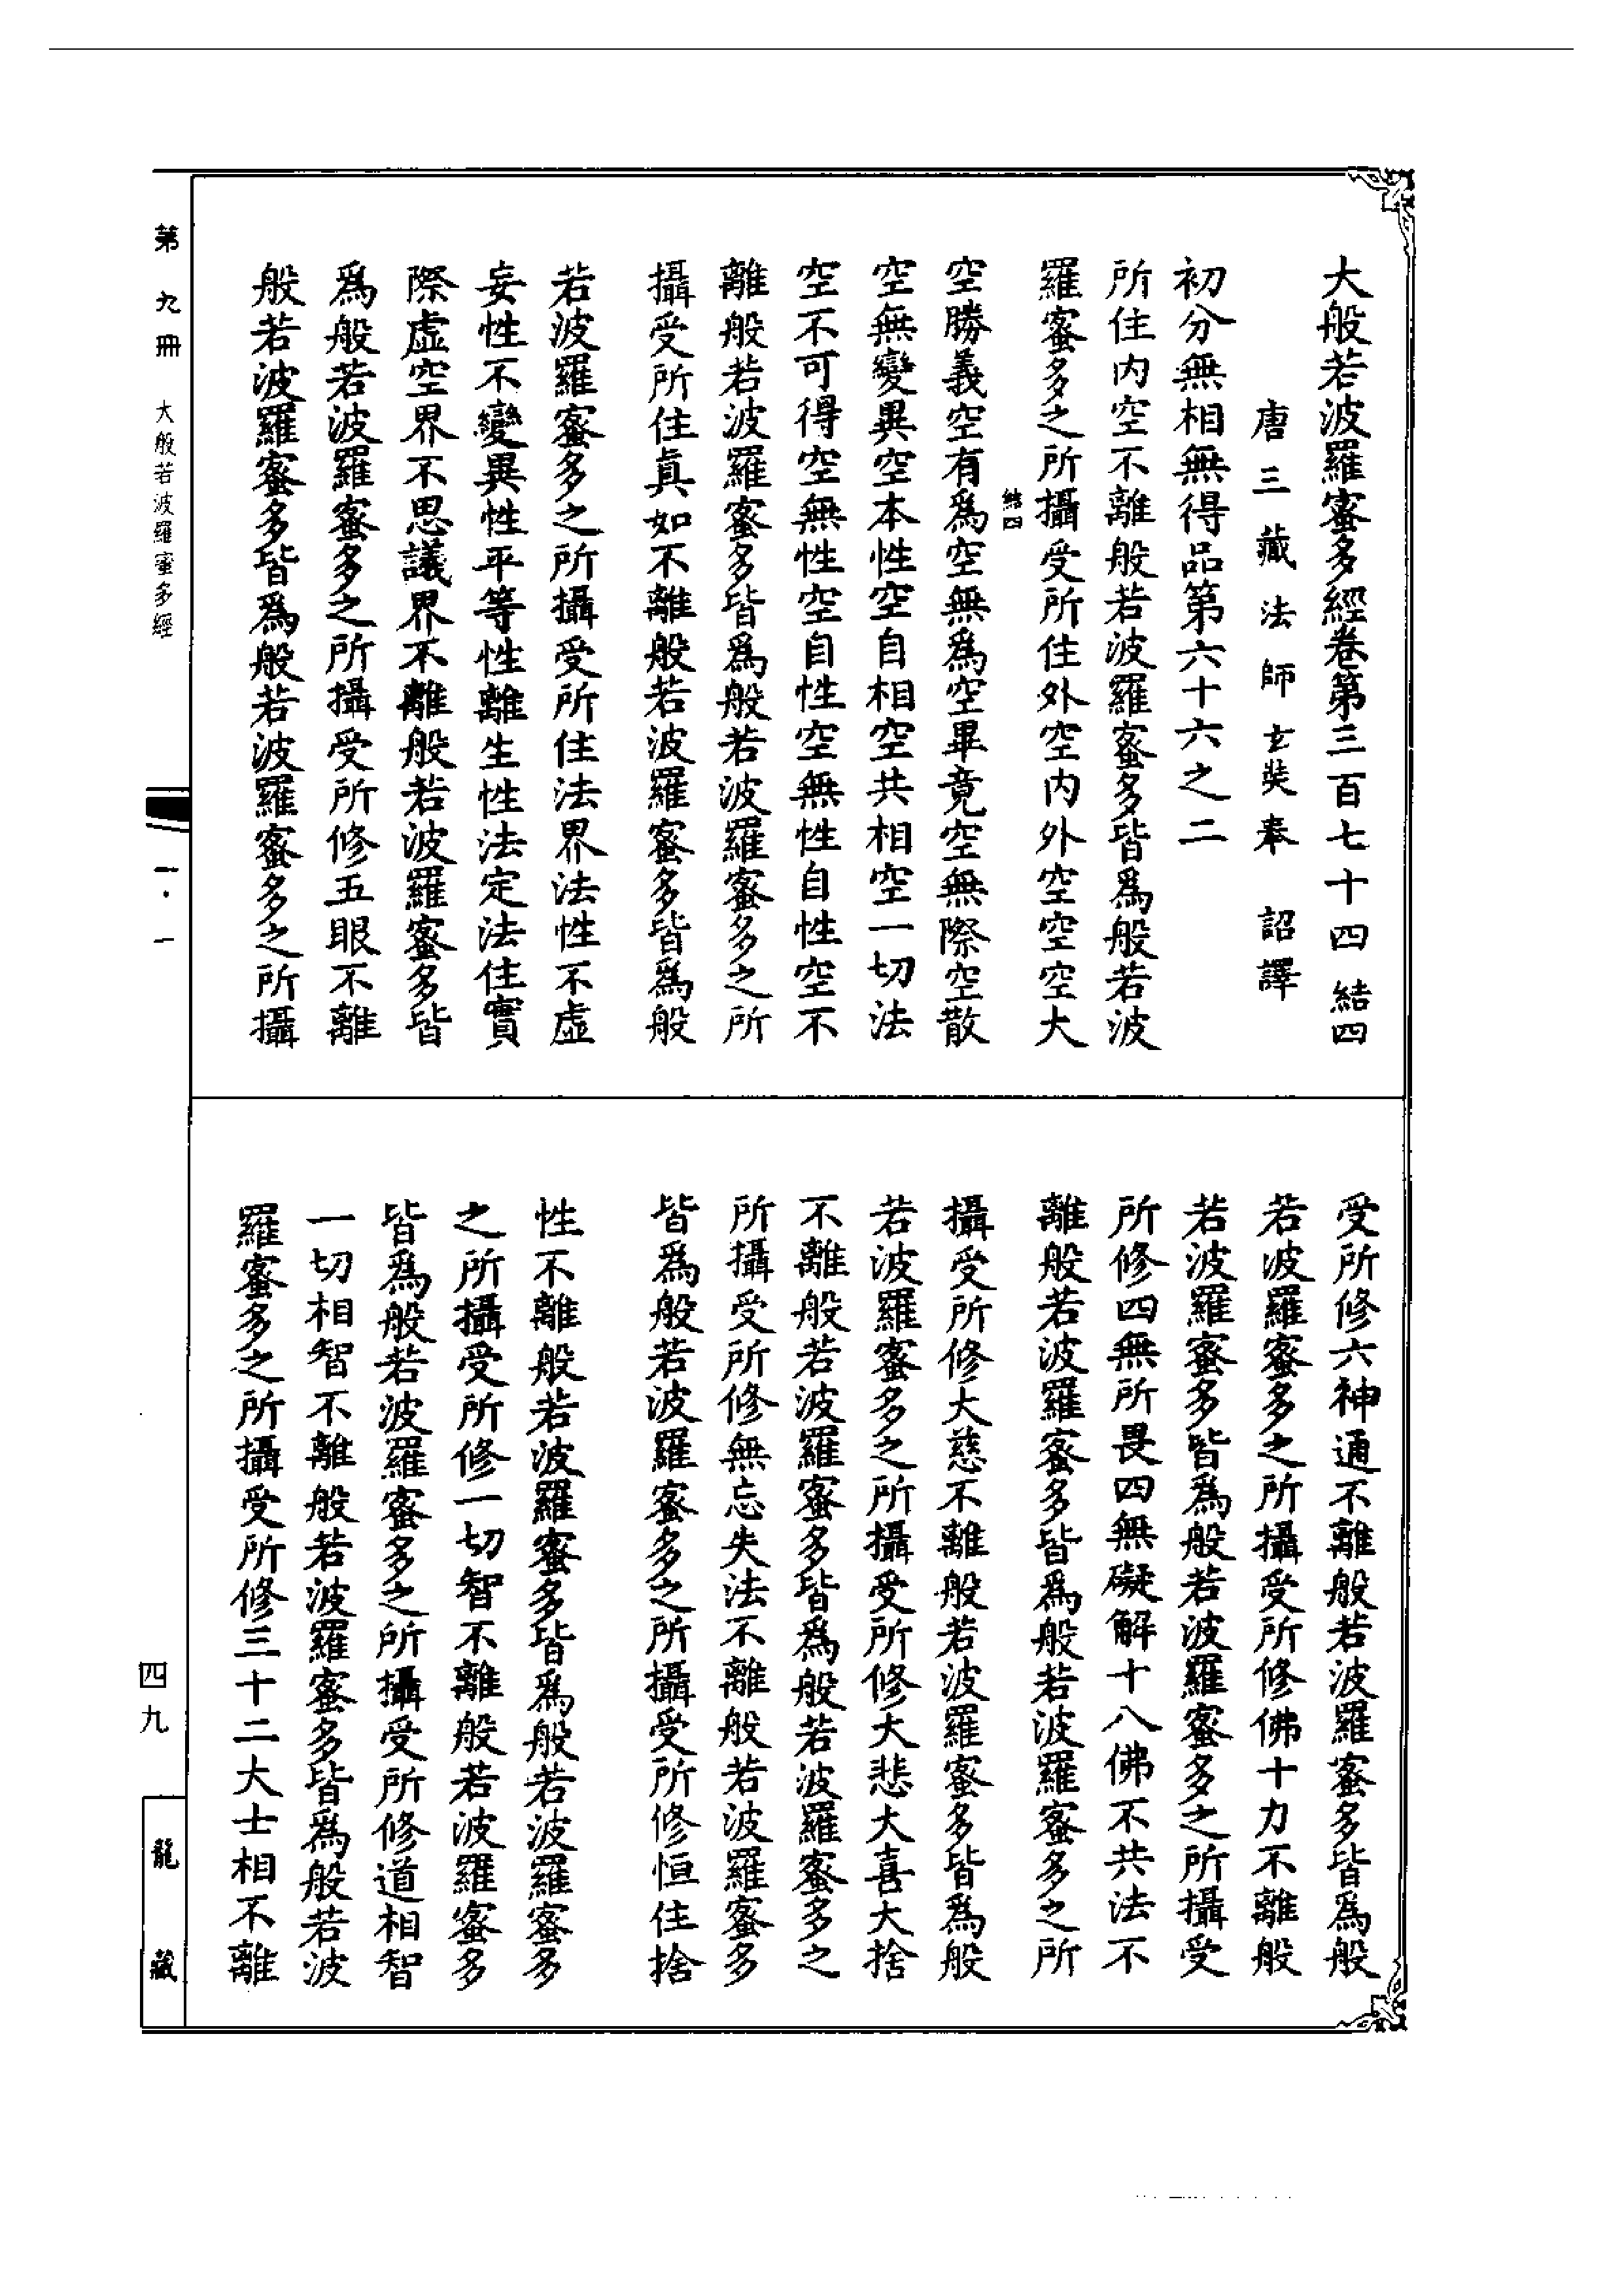 大般若波羅蜜多經卷第三百七十四 結四
唐三藏法師玄奘奉 詔譯
初分無相無得品第六十六之二
所住內空不離般若波羅蜜多皆爲般若波
羅蜜多之所攝受所住外空內外空空空大
結四
空勝義空有爲空無爲空畢竟空無際空散
空無變異空本性空自相空共相空一切法
空不可得空無性空自性空無性自性空不
離般若波羅蜜多皆爲般若波羅蜜多之所
攝受所住真如不離般若波羅蜜多皆爲般
若波羅蜜多之所攝受所住法界法性不虛
妄性不變異性平等性離生性法定法住實
際虛空界不思議界不離般若波羅蜜多皆
爲般若波羅蜜多之所攝受所修五眼不離
般若波羅蜜多皆爲般若波羅蜜多之所攝
受所修六神通不離般若波羅蜜多皆爲般
若波羅蜜多之所攝受所修佛十力不離般
若波羅蜜多皆爲般若波羅蜜多之所攝受
所修四無所畏四無礙解十八佛不共法不
離般若波羅蜜多皆爲般若波羅蜜多之所
攝受所修大慈不離般若波羅蜜多皆爲般
若波羅蜜多之所攝受所修大悲大喜大捨
不離般若波羅蜜多皆爲般若波羅蜜多之
所攝受所修無忘失法不離般若波羅蜜多
皆爲般若波羅蜜多之所攝受所修恒住捨
性不離般若波羅蜜多皆爲般若波羅蜜多
之所攝受所修一切智不離般若波羅蜜多
皆爲般若波羅蜜多之所攝受所修道相智
一切相智不離般若波羅蜜多皆爲般若波
羅蜜多之所攝受所修三十二大士相不離
第九冊 大般若波羅蜜多經
一·一
四九
龍藏